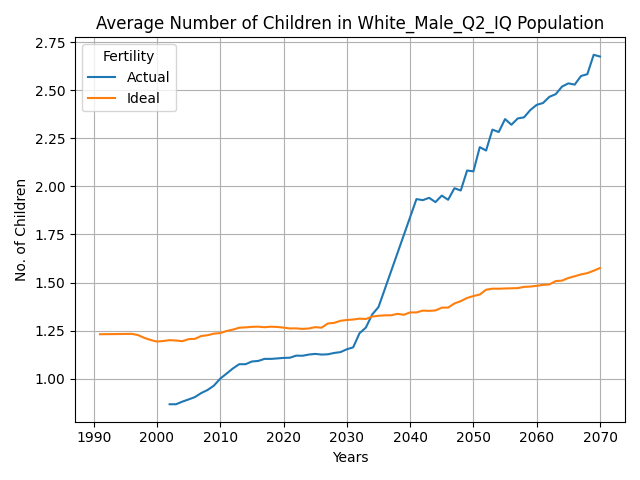 Average Number of Children in White_Male_Q2_IQ Population
Fertility
Actual
Ideal
No. of Children
2.75
2.50
2.25
2.00
1.75
1.50
1.25
1.00
1990 2000 2010 2020 2030 2040 2050 2060 2070
Years